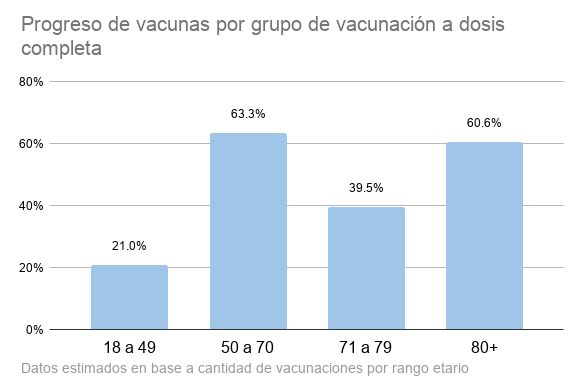 Progreso de vacunas por grupo de vacunación a dosis
completa
80%
63.3%
60.6%
60%
39.5%
40%
21.0%
20%
0%
18 a 49
50 a 70
71 a 79
80+
Datos estimados en base a cantidad de vacunaciones por rango etario